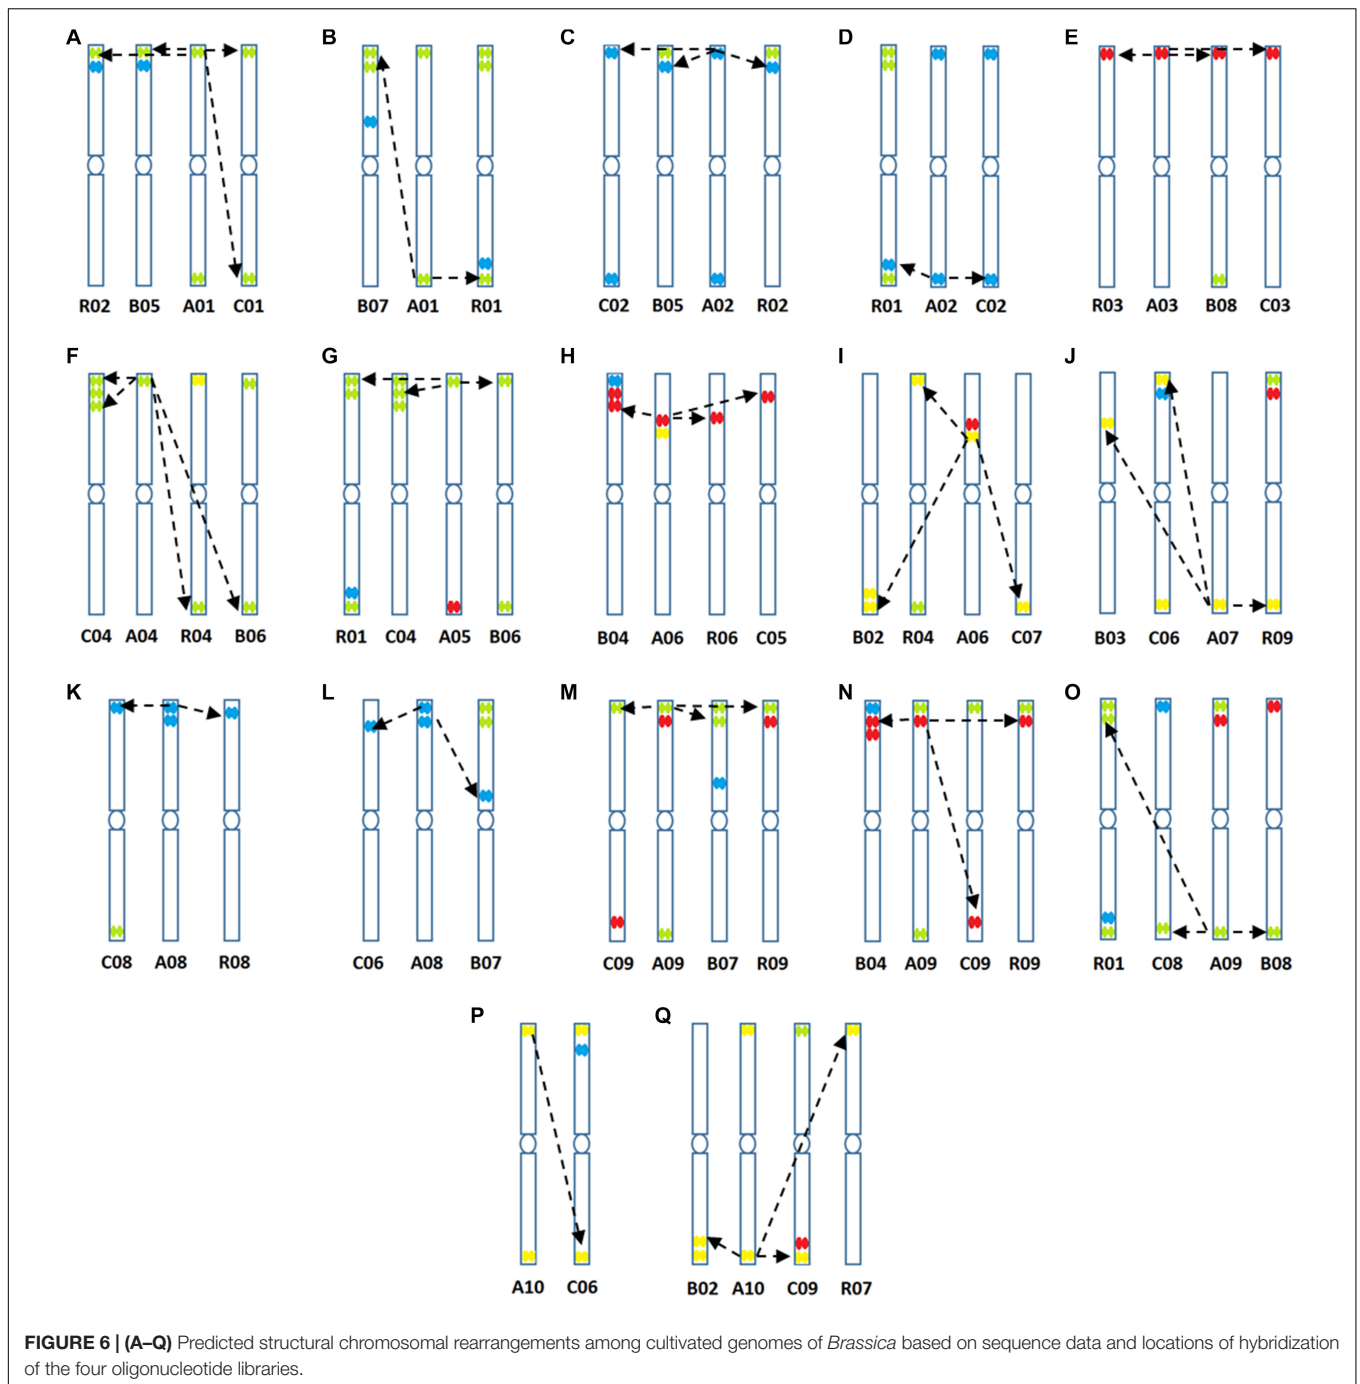 A B C D E
R02 B05 A01 C01 B07 A01 R01 C02 B05 A02 R02 R01 A02 C02 R03 A03 B08 C03
F G H I J
C04 A04 R04 B06 R01 C04 A05 B06 B04 A06 R06 C05 B02 R04 A06 C07 B03 C06 A07 R09
K L M N O
C08 A08 R08 C06 A08 B07 C09 A09 B07 R09 B04 A09 C09 R09 R01 C08 A09 B08
P Q
A10 C06 B02 A10 C09 R07
FIGURE 6 | (A–Q) Predicted structural chromosomal rearrangements among cultivated genomes of Brassica based on sequence data and locations of hybridization
of the four oligonucleotide libraries.